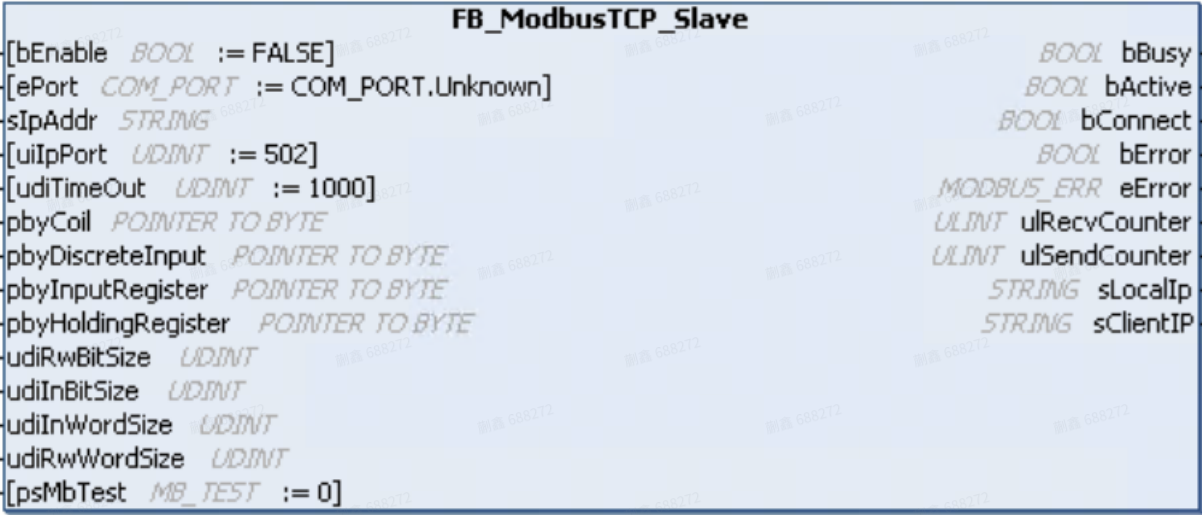 FB_ModbusTCP_Slave
[bEnable BOOL := FALSE] BOOL bBusy
[ePort COM_PORT := COM_PORT.Unknown] BOOL bActive
sIpAddr STRING BOOL bConnect
[uiIpPort UDINT := 502] BOOL bError
[udiTimeOut UDINT := 1000] MODBUS_ERR eError
pbyCoil POINTER TO BYTE ULINT ulRecvCounter
pbyDiscreteInput POINTER TO BYTE ULINT ulSendCounter
pbyInputRegister POINTER TO BYTE STRING sLocalIp
pbyHoldingRegister POINTER TO BYTE STRING sClientIP
udiRwBitSize UDINT
udiInBitSize UDINT
udiInWordSize UDINT
udiRwWordSize UDINT
[psMbTest MB_TEST := 0]